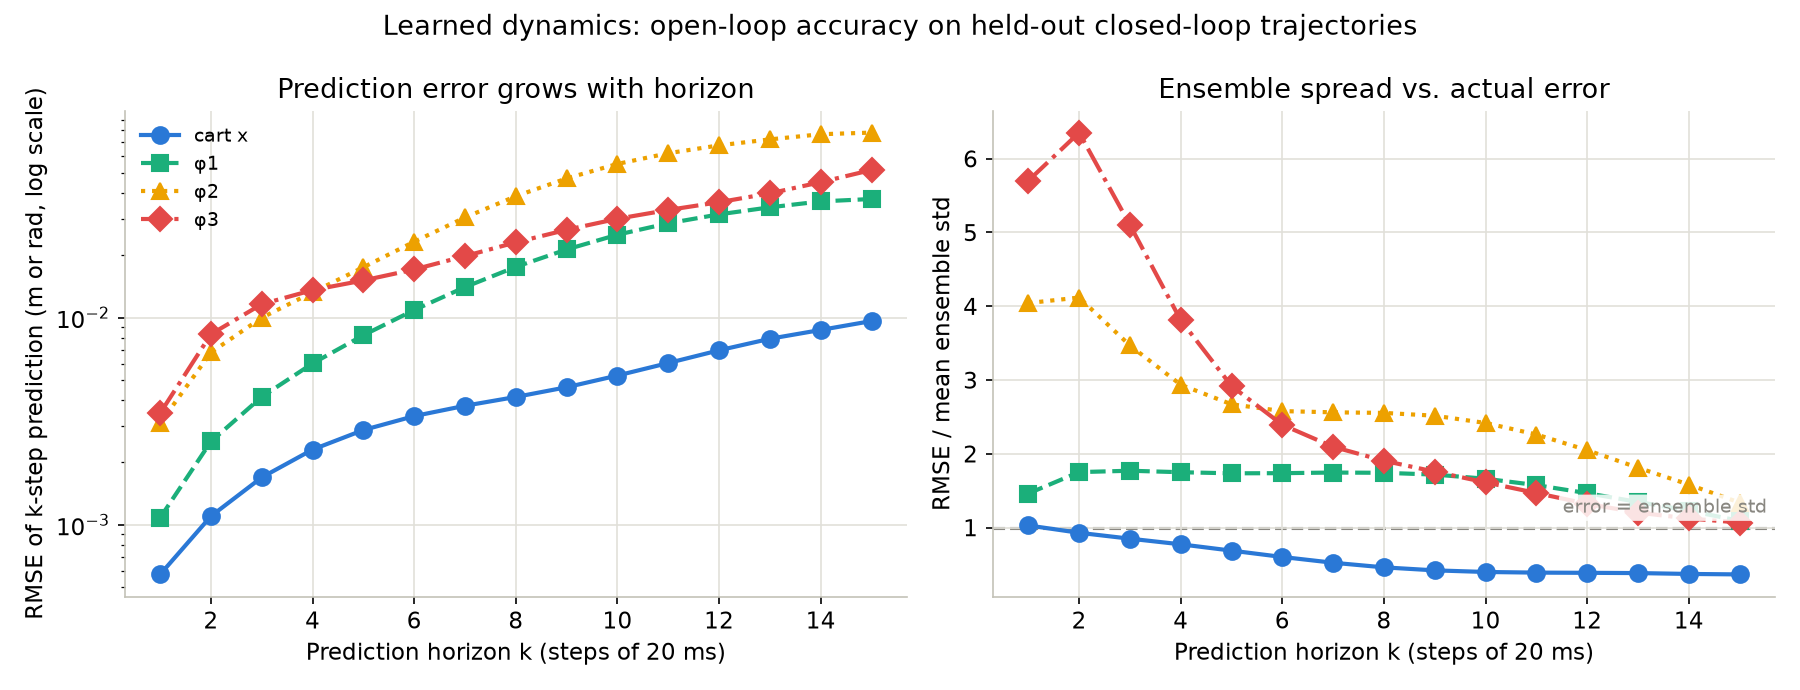 Learned dynamics: open-loop accuracy on held-out closed-loop trajectories
Prediction error grows with horizon
RMSE of k-step prediction (m or rad, log scale)
cart x
φ1
φ2
φ3
10⁻²
10⁻³
2 4 6 8 10 12 14
Prediction horizon k (steps of 20 ms)
Ensemble spread vs. actual error
RMSE / mean ensemble std
6
5
4
3
2
1
error = ensemble std
2 4 6 8 10 12 14
Prediction horizon k (steps of 20 ms)